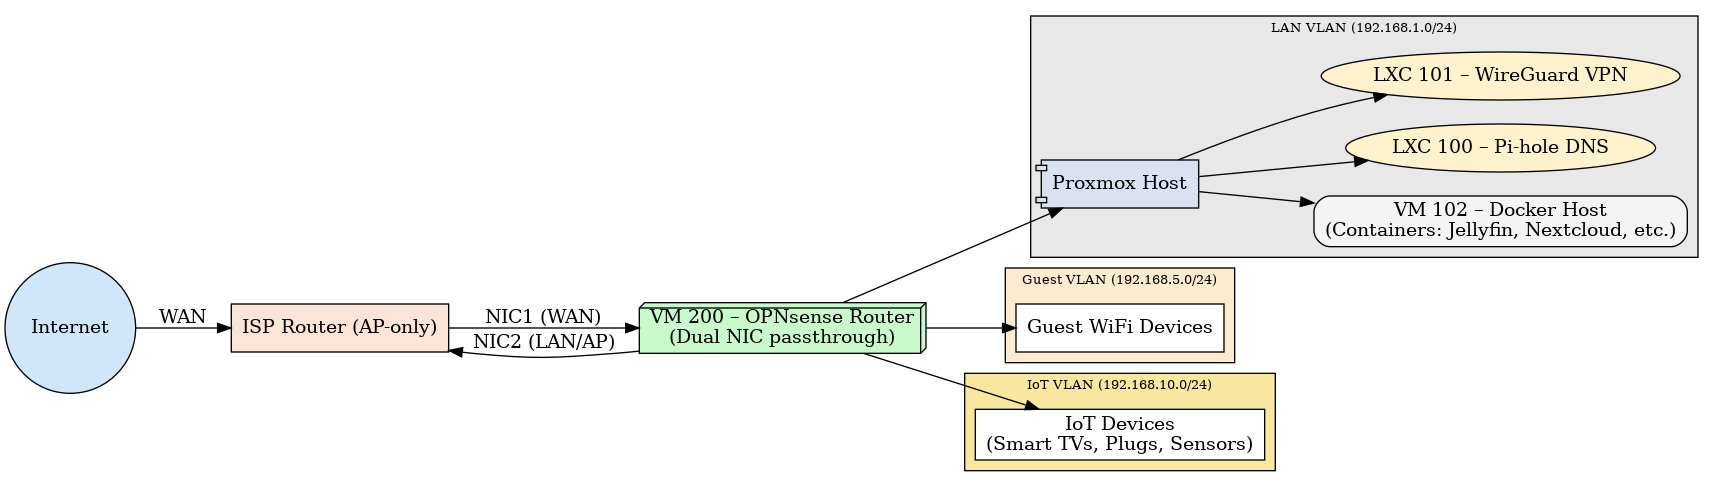 LAN VLAN (192.168.1.0/24)
LXC 101 – WireGuard VPN
LXC 100 – Pi-hole DNS
Proxmox Host
VM 102 – Docker Host
(Containers: Jellyfin, Nextcloud, etc.)
Guest VLAN (192.168.5.0/24)
Internet
WAN
ISP Router (AP-only)
NIC1 (WAN)
NIC2 (LAN/AP)
VM 200 – OPNsense Router
(Dual NIC passthrough)
Guest WiFi Devices
IoT VLAN (192.168.10.0/24)
IoT Devices
(Smart TVs, Plugs, Sensors)